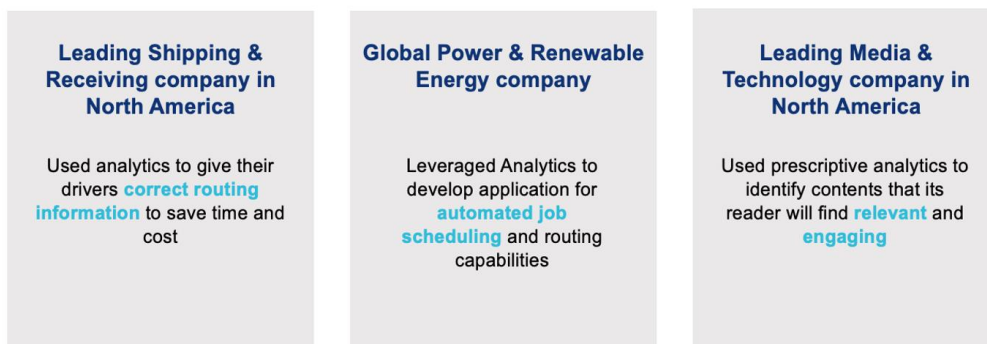 Leading Shipping &
Receiving company in
North America
Used analytics to give their
drivers correct routing
information to save time and
cost
Global Power & Renewable
Energy company
Leveraged Analytics to
develop application for
automated job
scheduling and routing
capabilities
Leading Media &
Technology company in
North America
Used prescriptive analytics to
identify contents that its
reader will find relevant and
engaging